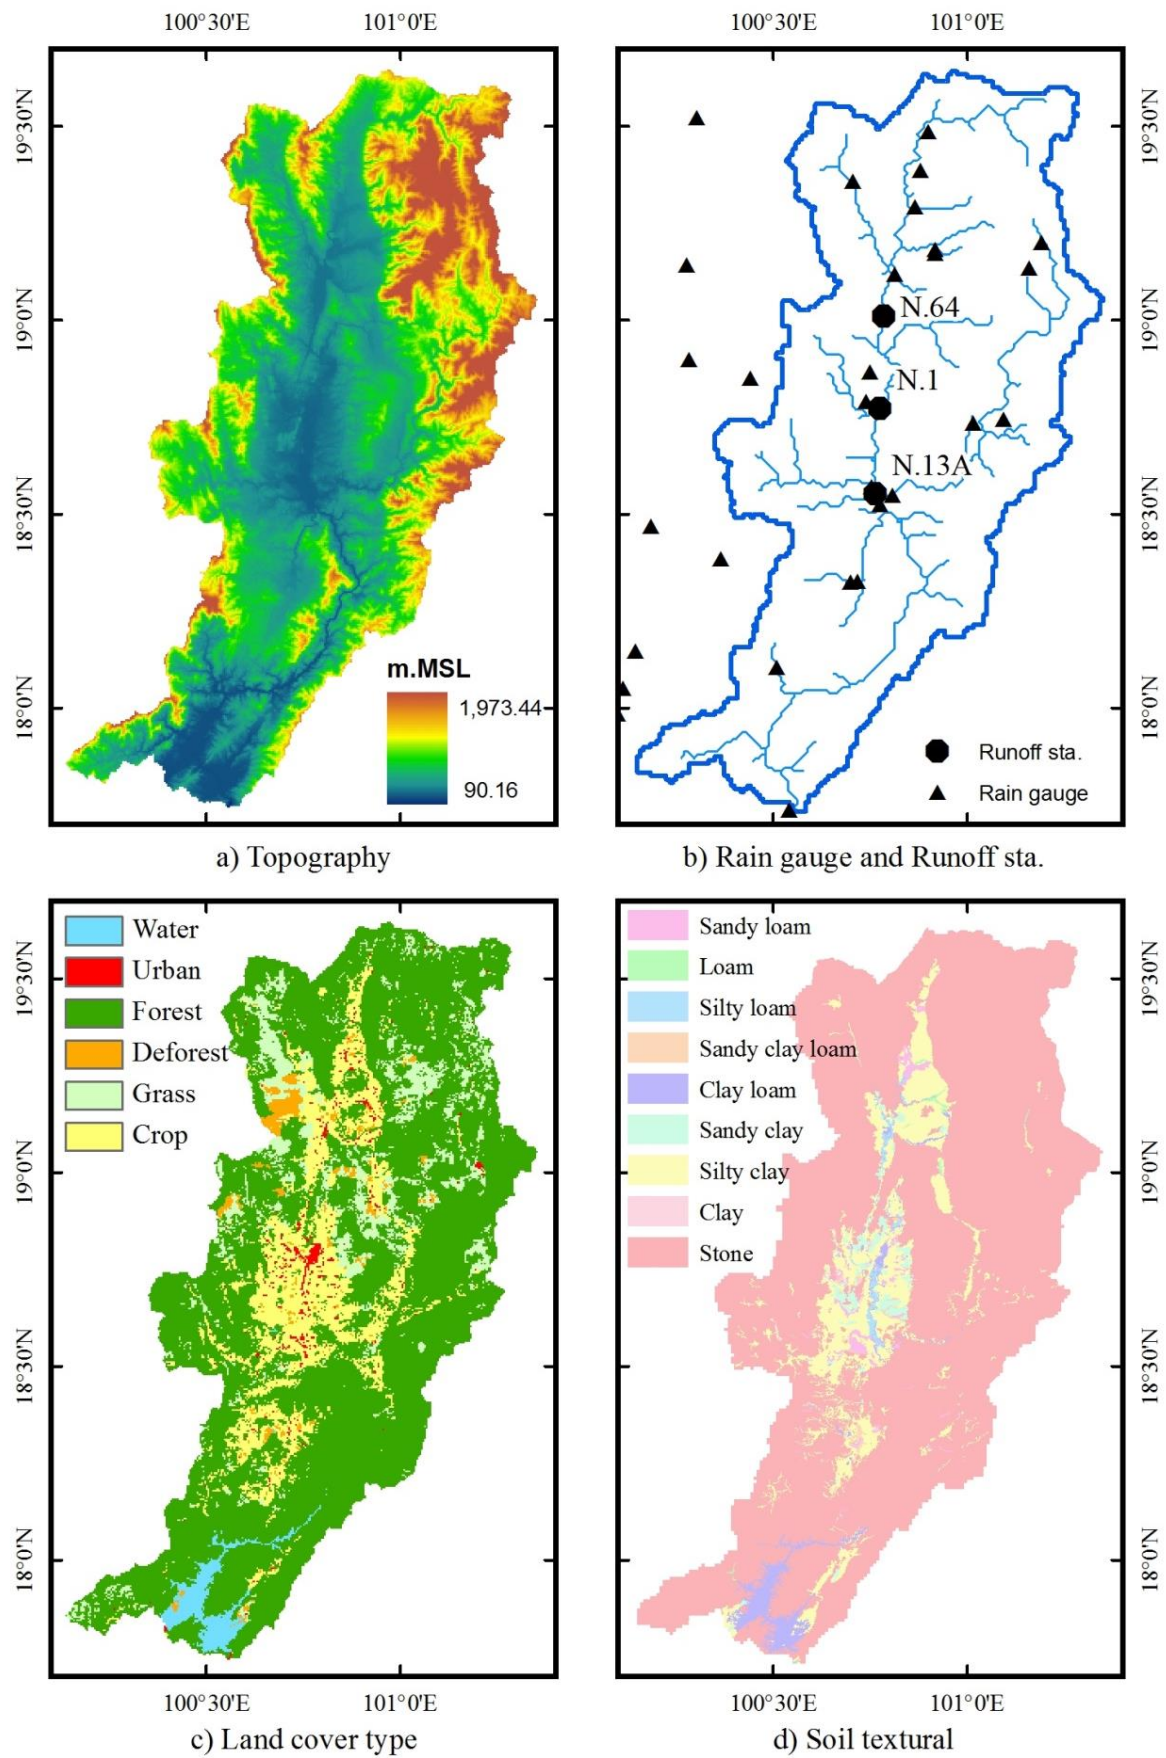 100°30'E 101°0'E 100°30'E 101°0'E
19°30'N
19°0'N
18°30'N
18°0'N
m.MSL
1,973.44
90.16
N.64
N.1
N.13A
Runoff sta.
Rain gauge
19°30'N
19°0'N
18°30'N
18°0'N
a) Topography
b) Rain gauge and Runoff sta.
19°30'N
19°0'N
18°30'N
18°0'N
Water
Urban
Forest
Deforest
Grass
Crop
Sandy loam
Loam
Silty loam
Sandy clay loam
Clay loam
Sandy clay
Silty clay
Clay
Stone
19°30'N
19°0'N
18°30'N
18°0'N
100°30'E 101°0'E 100°30'E 101°0'E
c) Land cover type
d) Soil textural